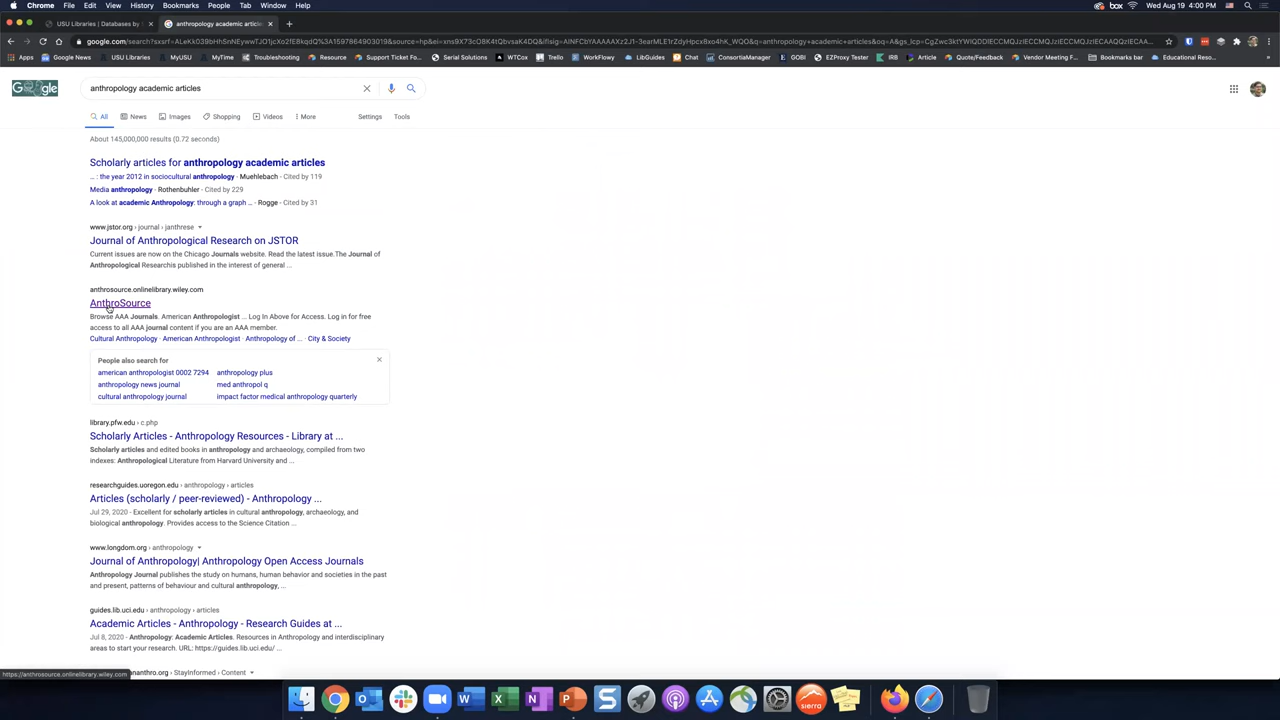 Chrome File Edit View History Bookmarks People Tab Window Help box Wed Aug 19 4:00 PM
USU Libraries | Databases by anthropology academic article
Apps Google News USU Libraries MyUSU MyTime Troubleshooting Resource Support Ticket Fo... Serial Solutions WTCox Trello WorkFlowy LibGuides Chat ConsortiaManager GOBI EZProxy Tester IRB Article Quote/Feedback Vendor Meeting F... Bookmarks bar Educational Reso...
anthropology academic articles
All News Images Shopping Videos More Settings Tools
About 145,000,000 results (0.72 seconds)
Scholarly articles for anthropology academic articles
... : the year 2012 in sociocultural anthropology - Muehlebach - Cited by 119
Media anthropology - Rothenbuhler - Cited by 229
A look at academic Anthropology: through a graph ... - Rogge - Cited by 31
www.jstor.org › journal › janthrese
Journal of Anthropological Research on JSTOR
Current issues are now on the Chicago Journals website. Read the latest issue.The Journal of
Anthropological Researchis published in the interest of general ...
anthrosource.onlinelibrary.wiley.com
AnthroSource
Browse AAA Journals. American Anthropologist ... Log In Above for Access. Log in for free
access to all AAA journal content if you are an AAA member.
Cultural Anthropology · American Anthropologist · Anthropology of ... · City & Society
People also search for
american anthropologist 0002 7294 anthropology plus
anthropology news journal med anthropol q
cultural anthropology journal impact factor medical anthropology quarterly
library.pfw.edu › c.php
Scholarly Articles - Anthropology Resources - Library at ...
Scholarly articles and edited books in anthropology and archaeology, compiled from two
indexes: Anthropological Literature from Harvard University and ...
researchguides.uoregon.edu › anthropology › articles
Articles (scholarly / peer-reviewed) - Anthropology ...
Jul 29, 2020 - Excellent for scholarly articles in cultural anthropology, archaeology, and
biological anthropology. Provides access to the Science Citation ...
www.longdom.org › anthropology
Journal of Anthropology| Anthropology Open Access Journals
Anthropology Journal publishes the study on humans, human behavior and societies in the past
and present, patterns of behaviour and cultural anthropology, ...
guides.lib.uci.edu › anthropology › articles
Academic Articles - Anthropology - Research Guides at ...
Jul 8, 2020 - Anthropology: Academic Articles. Resources in Anthropology and interdisciplinary
areas to start your research. URL: https://guides.lib.uci.edu/ ...
ananthro.org › StayInformed › Content
https://anthrosource.onlinelibrary.wiley.com
sierra